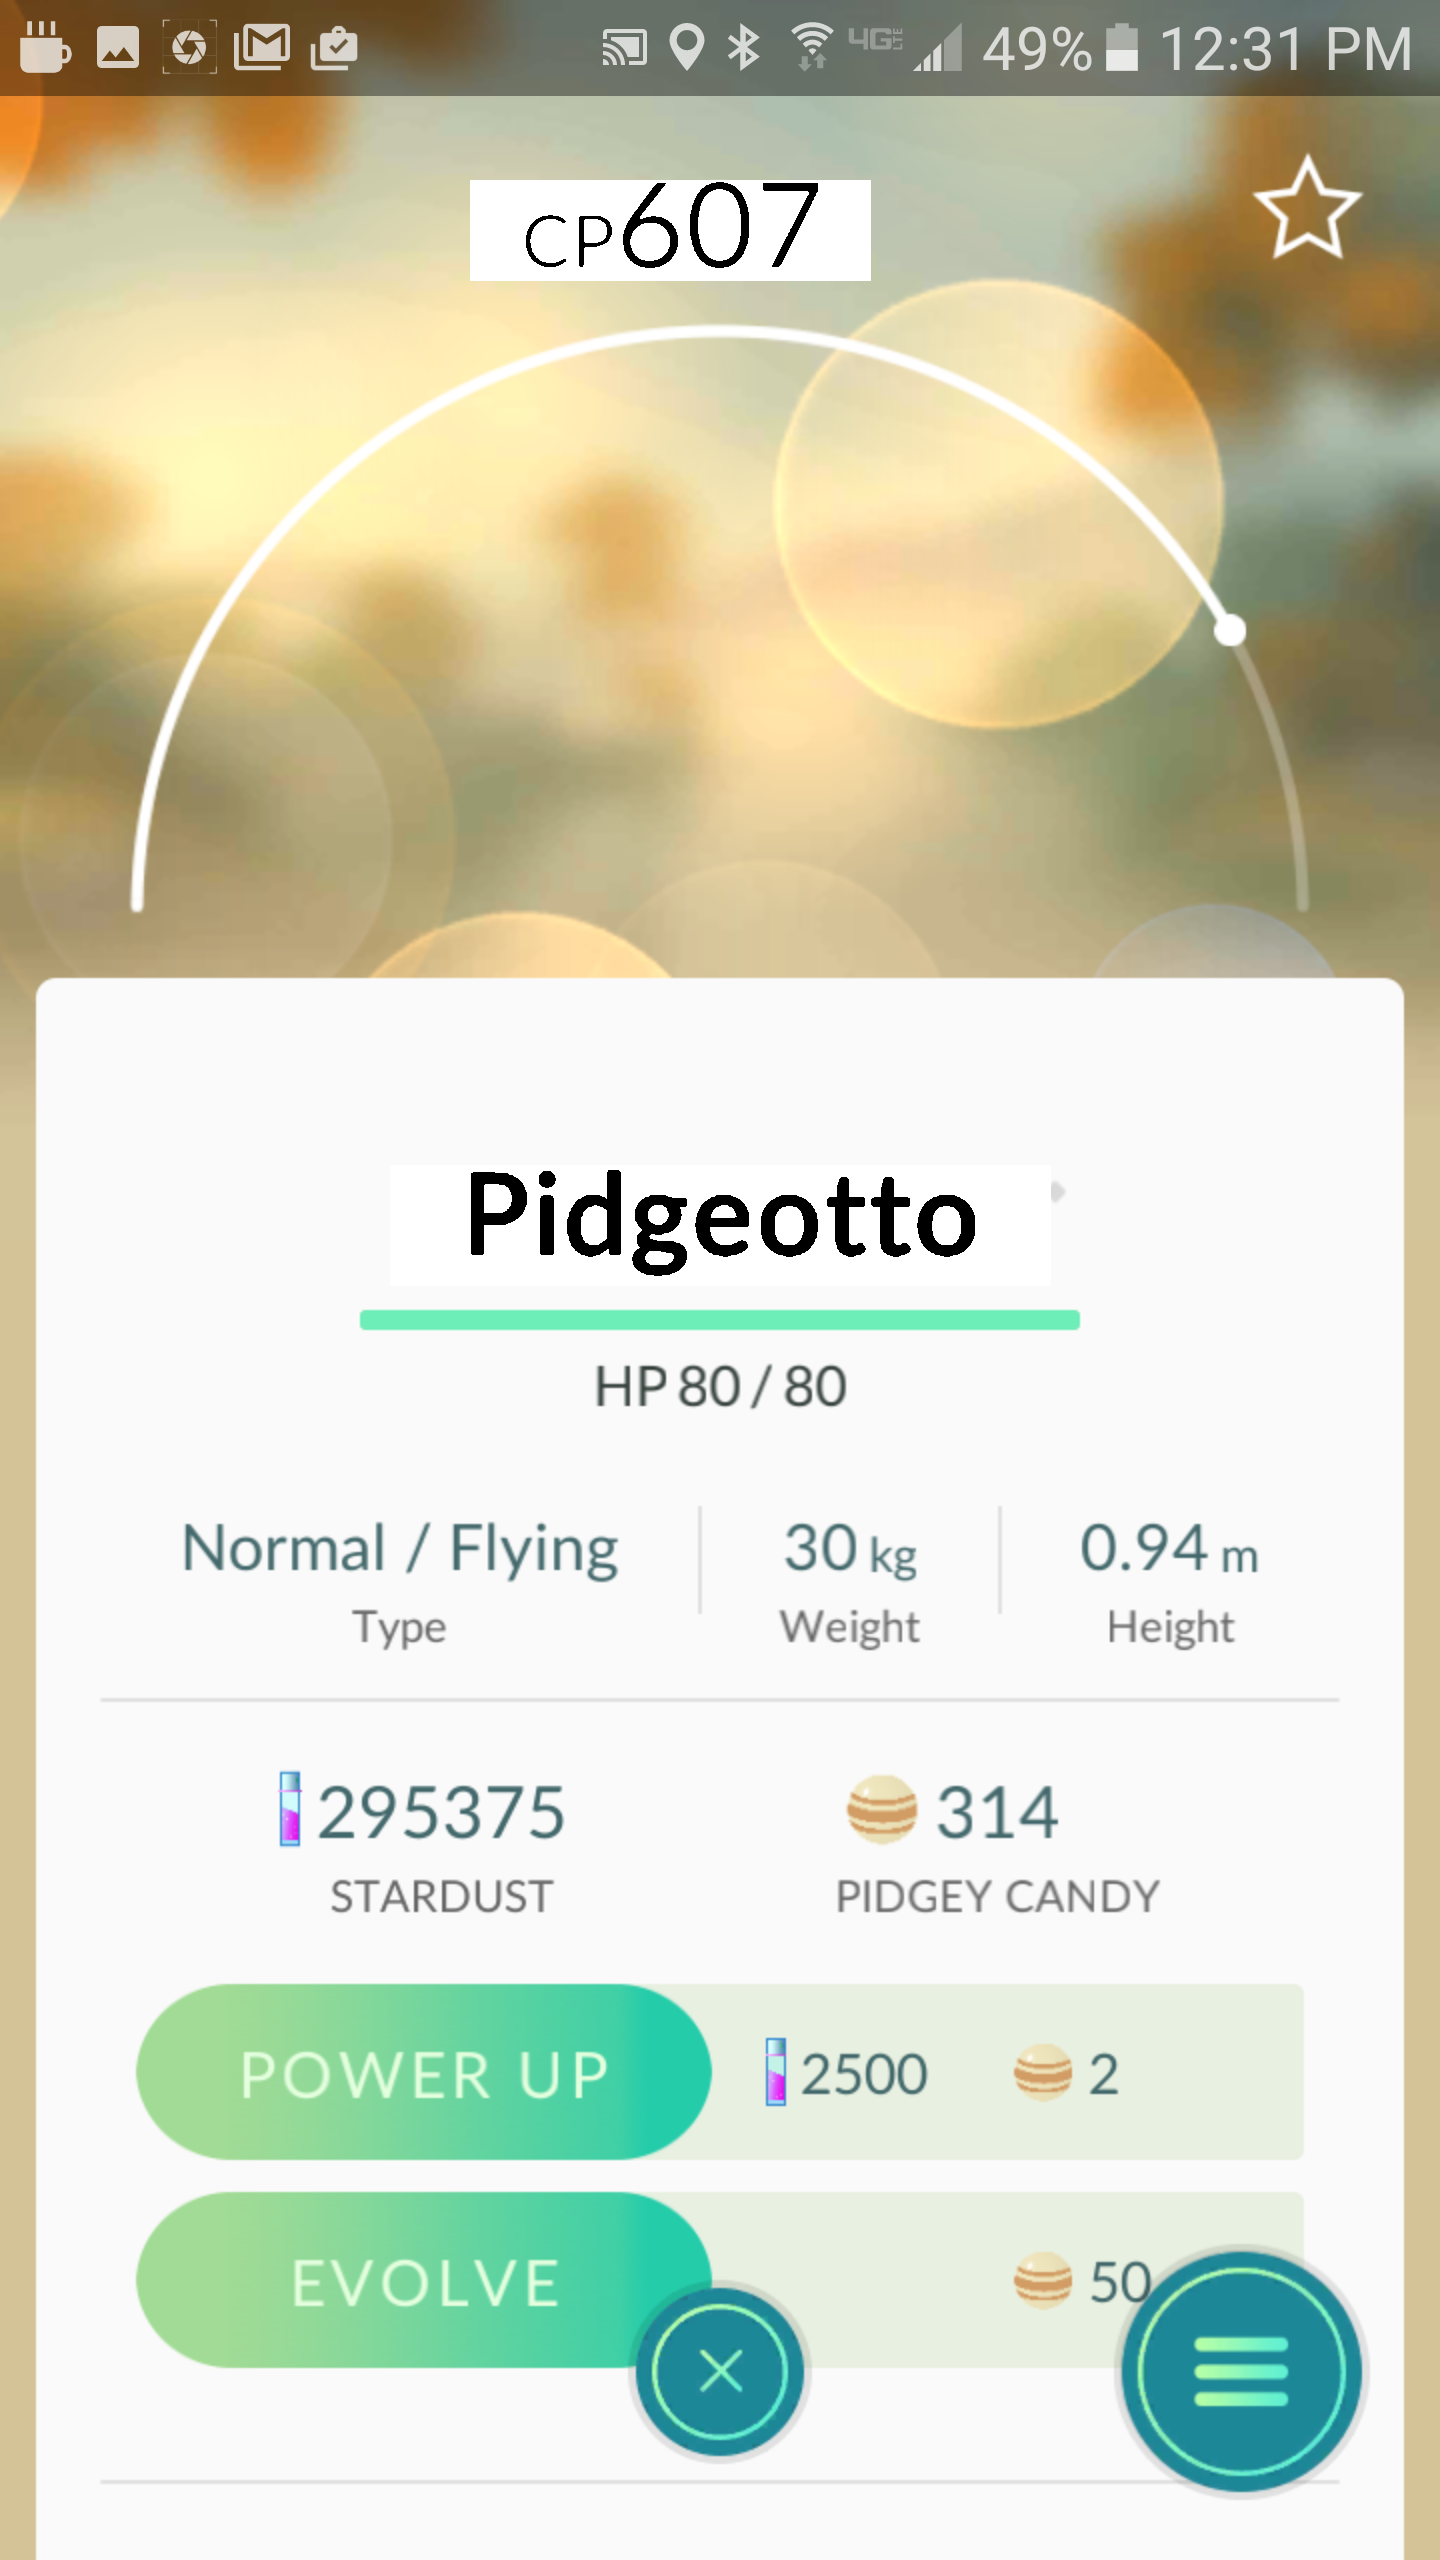 4G LTE 49% 12:31 PM
CP607
Pidgeotto
HP 80 / 80
Normal / Flying 30 kg 0.94 m
Type Weight Height
295375 314
STARDUST PIDGEY CANDY
POWER UP 2500 2
EVOLVE 50